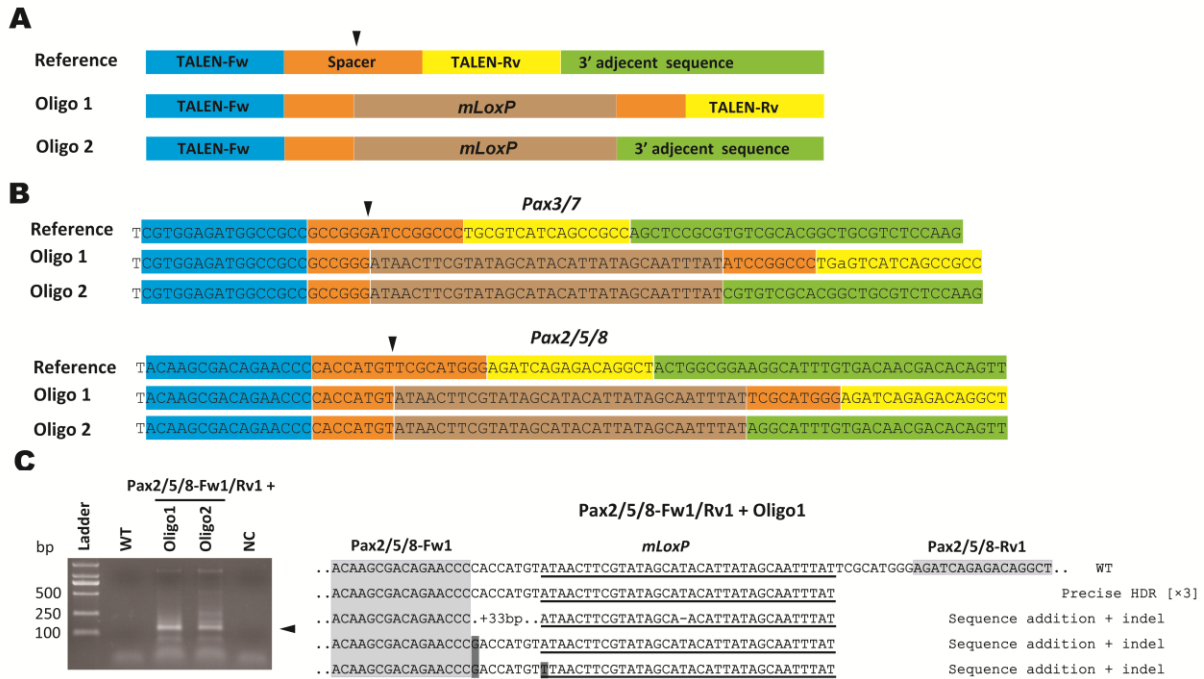 A
Reference TALEN-Fw Spacer TALEN-Rv 3' adjecent sequence
Oligo 1 TALEN-Fw mLoxP TALEN-Rv
Oligo 2 TALEN-Fw mLoxP 3' adjecent sequence
B
Pax3/7
Reference TCGTGGAGATGGCCGCCGCCGGGATCCGGCCCTGCGTCATCAGCCGCCAGCTCCGCGTGTCGCACGGCTGCGTCTCCAAG
Oligo 1 TCGTGGAGATGGCCGCCGCCGGGATAACTTCGTATAGCATACATTATAGCAATTTATATCCGGCCCTGaGTCATCAGCCGCC
Oligo 2 TCGTGGAGATGGCCGCCGCCGGGATAACTTCGTATAGCATACATTATAGCAATTTATCGTGTCGCACGGCTGCGTCTCCAAG
Pax2/5/8
Reference TACAAGCGACAGAACCCCACCATGTTCGCATGGGAGATCAGAGACAGGCTACTGGCGGAAGGCATTTGTGACAACGACACAGTT
Oligo 1 TACAAGCGACAGAACCCCACCATGTATAACTTCGTATAGCATACATTATAGCAATTTATTCGCATGGGAGATCAGAGACAGGCT
Oligo 2 TACAAGCGACAGAACCCCACCATGTATAACTTCGTATAGCATACATTATAGCAATTTATAGGCATTTGTGACAACGACACAGTT
C
Pax2/5/8-Fw1/Rv1 +
bp Ladder WT Oligo1 Oligo2 NC
500
250
100
Pax2/5/8-Fw1/Rv1 + Oligo1
Pax2/5/8-Fw1 mLoxP Pax2/5/8-Rv1
..ACAAGCGACAGAACCCCACCATGTATAACTTCGTATAGCATACATTATAGCAATTTATTCGCATGGGAGATCAGAGACAGGCT.. WT
..ACAAGCGACAGAACCCCACCATGTATAACTTCGTATAGCATACATTATAGCAATTTAT Precise HDR [×3]
..ACAAGCGACAGAACCC.+33bp..ATAACTTCGTATAGCA-ACATTATAGCAATTTAT Sequence addition + indel
..ACAAGCGACAGAACCCGACCATGTATAACTTCGTATAGCATACATTATAGCAATTTAT Sequence addition + indel
..ACAAGCGACAGAACCCGACCATGTTTAACTTCGTATAGCATACATTATAGCAATTTAT Sequence addition + indel